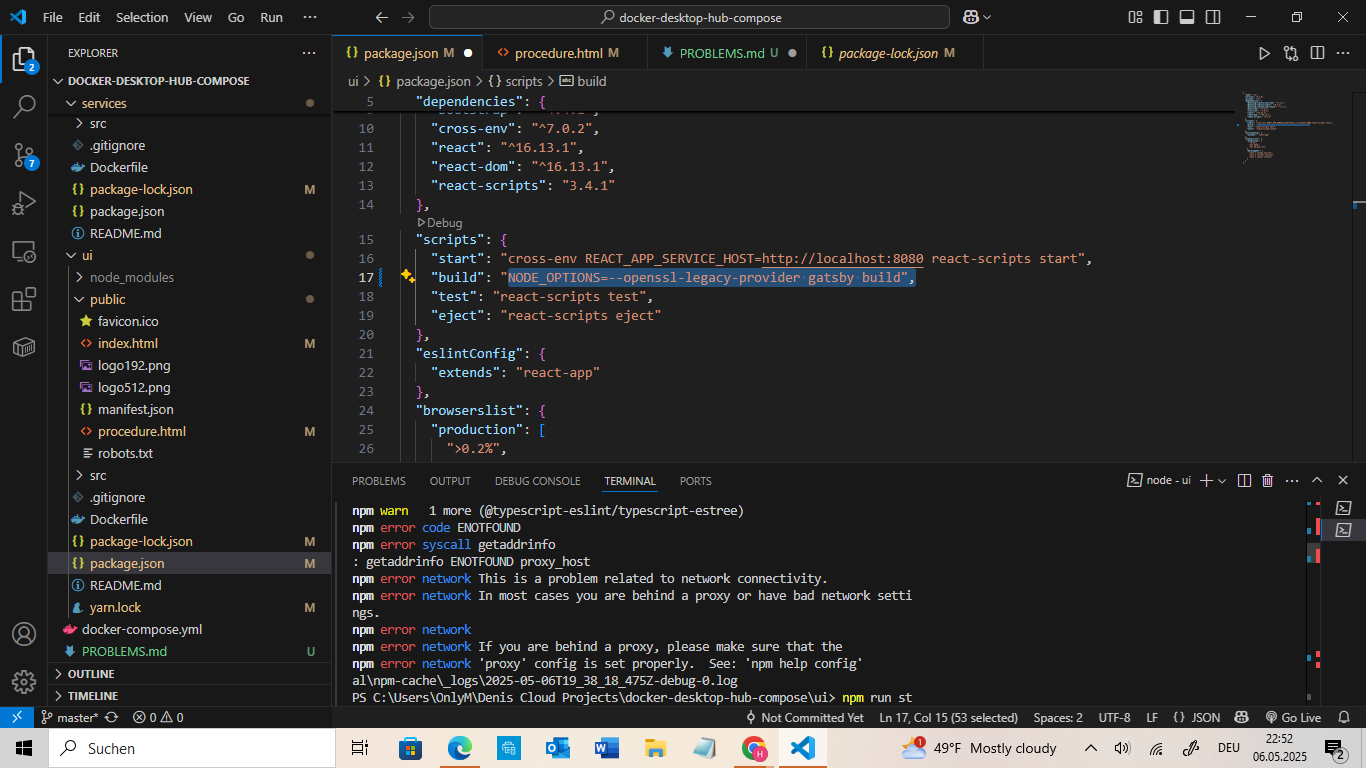 File Edit Selection View Go Run ··· docker-desktop-hub-compose
EXPLORER ···
DOCKER-DESKTOP-HUB-COMPOSE
services
src
.gitignore
Dockerfile
package-lock.json M
package.json
README.md
ui
node_modules
public
favicon.ico
index.html M
logo192.png
logo512.png
manifest.json
procedure.html M
robots.txt
src
.gitignore
Dockerfile
package-lock.json M
package.json M
README.md
yarn.lock M
docker-compose.yml
PROBLEMS.md U
OUTLINE
TIMELINE
2
7
package.json M procedure.html M PROBLEMS.md U package-lock.json M
ui > package.json > scripts > build
5 "dependencies": {
10 "cross-env": "^7.0.2",
11 "react": "^16.13.1",
12 "react-dom": "^16.13.1",
13 "react-scripts": "3.4.1"
14 },
Debug
15 "scripts": {
16 "start": "cross-env REACT_APP_SERVICE_HOST=http://localhost:8080 react-scripts start",
17 "build": "NODE_OPTIONS=--openssl-legacy-provider gatsby build",
18 "test": "react-scripts test",
19 "eject": "react-scripts eject"
20 },
21 "eslintConfig": {
22 "extends": "react-app"
23 },
24 "browserslist": {
25 "production": [
26 ">0.2%",
PROBLEMS OUTPUT DEBUG CONSOLE TERMINAL PORTS node - ui
npm warn 1 more (@typescript-eslint/typescript-estree)
npm error code ENOTFOUND
npm error syscall getaddrinfo
: getaddrinfo ENOTFOUND proxy_host
npm error network This is a problem related to network connectivity.
npm error network In most cases you are behind a proxy or have bad network setti
ngs.
npm error network
npm error network If you are behind a proxy, please make sure that the
npm error network 'proxy' config is set properly. See: 'npm help config'
al\npm-cache\_logs\2025-05-06T19_38_18_475Z-debug-0.log
PS C:\Users\OnlyM\Denis Cloud Projects\docker-desktop-hub-compose\ui> npm run st
master* 0 0 Not Committed Yet Ln 17, Col 15 (53 selected) Spaces: 2 UTF-8 LF {} JSON Go Live
Suchen 49°F Mostly cloudy DEU 22:52
06.05.2025
1
2